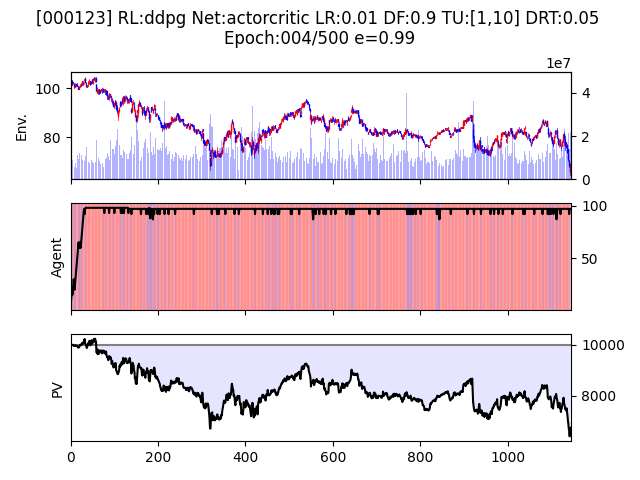 [000123] RL:ddpg Net:actorcritic LR:0.01 DF:0.9 TU:[1,10] DRT:0.05
Epoch:004/500 e=0.99
1e7
100
80
Env.
4
2
0
Agent
100
50
PV
10000
8000
0 200 400 600 800 1000